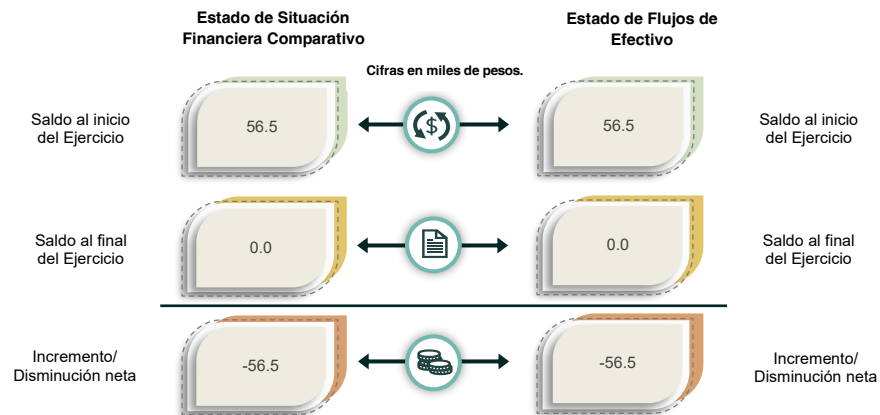 Estado de Situación
Financiera Comparativo
Estado de Flujos de
Efectivo
Cifras en miles de pesos.
Saldo al inicio
del Ejercicio
56.5
$
56.5
Saldo al inicio
del Ejercicio
Saldo al final
del Ejercicio
0.0
0.0
Saldo al final
del Ejercicio
Incremento/
Disminución neta
-56.5
-56.5
Incremento/
Disminución neta